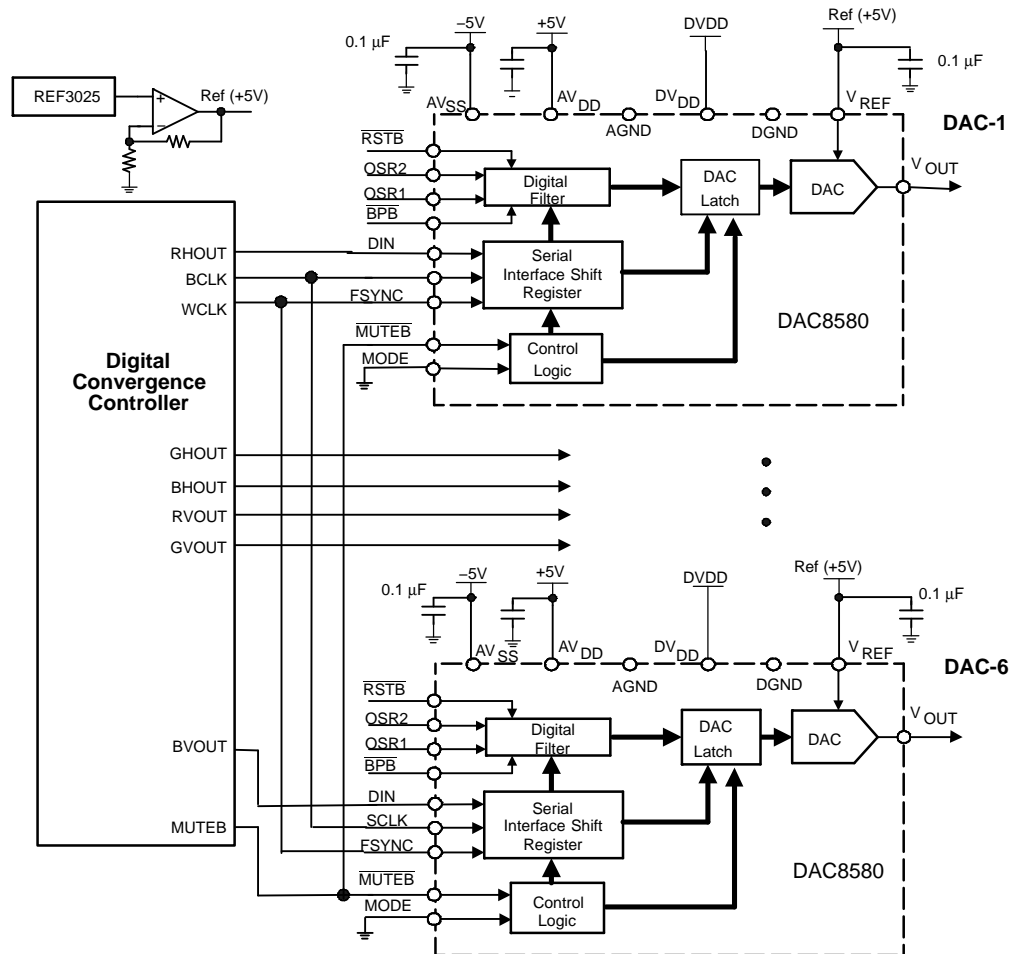 –5V
+5V
DVDD
Ref (+5V)
0.1 μF
0.1 μF
REF3025
+
–
Ref (+5V)
AVSS
AVDD
AGND
DVDD
DGND
VREF
DAC-1
RSTB
OSR2
OSR1
BPB
Digital
Filter
DAC
Latch
DAC
VOUT
RHOUT
DIN
BCLK
WCLK
FSYNC
Serial
Interface Shift
Register
DAC8580
MUTEB
MODE
Control
Logic
Digital
Convergence
Controller
GHOUT
BHOUT
RVOUT
GVOUT
–5V
+5V
DVDD
Ref (+5V)
0.1 μF
0.1 μF
AVSS
AVDD
AGND
DVDD
DGND
VREF
DAC-6
RSTB
OSR2
OSR1
BPB
Digital
Filter
DAC
Latch
DAC
VOUT
BVOUT
DIN
SCLK
FSYNC
Serial
Interface Shift
Register
MUTEB
DAC8580
MUTEB
MODE
Control
Logic